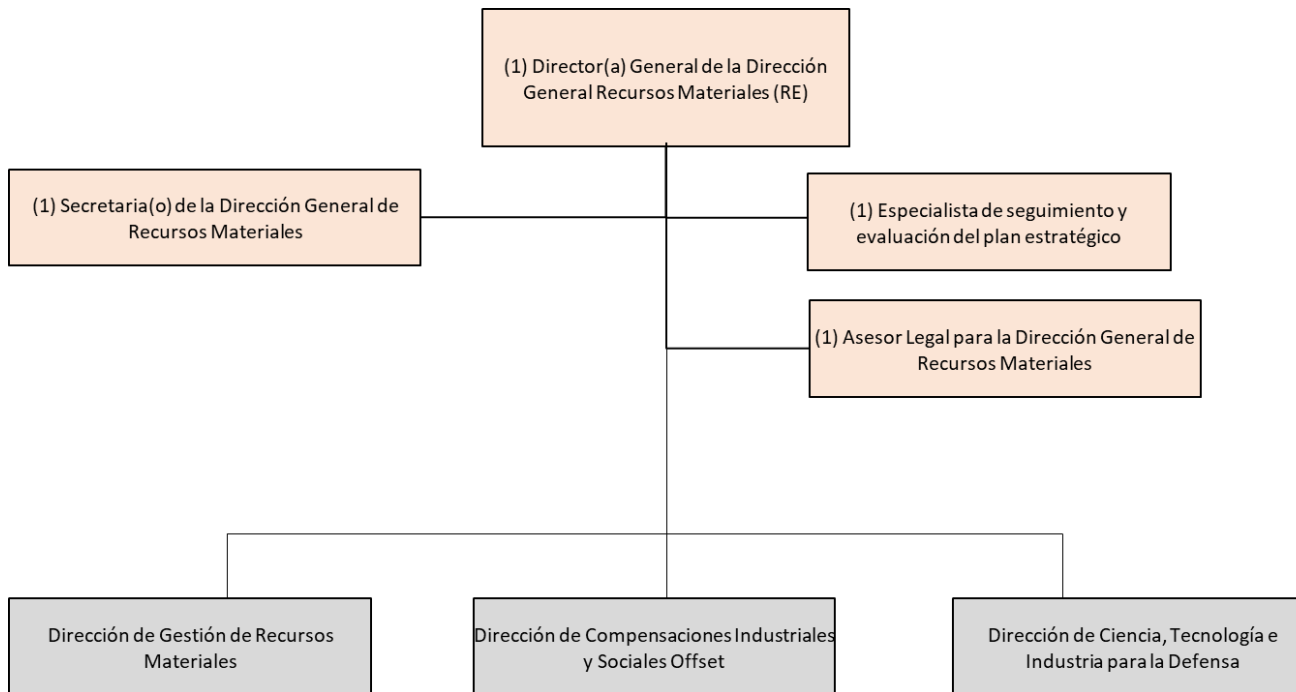 (1) Director(a) General de la Dirección
General Recursos Materiales (RE)
(1) Secretaria(o) de la Dirección General de
Recursos Materiales
(1) Especialista de seguimiento y
evaluación del plan estratégico
(1) Asesor Legal para la Dirección General de
Recursos Materiales
Dirección de Gestión de Recursos
Materiales
Dirección de Compensaciones Industriales
y Sociales Offset
Dirección de Ciencia, Tecnología e
Industria para la Defensa